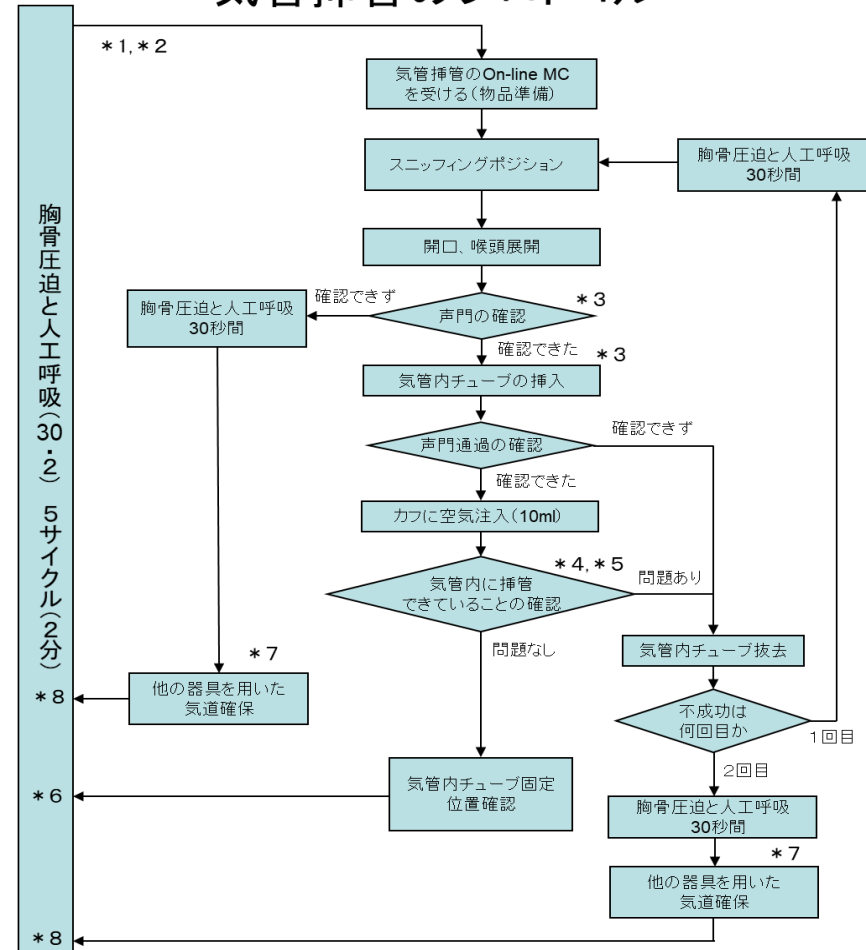 気管挿管のプロトコル
＊1,＊2
気管挿管のOn-line MC
を受ける（物品準備）
スニッフィングポジション
胸骨圧迫と人工呼吸
30秒間
開口、喉頭展開
胸骨圧迫と人工呼吸（30・2） 5サイクル（2分）
胸骨圧迫と人工呼吸
30秒間
確認できず
声門の確認
＊3
確認できた
＊3
気管内チューブの挿入
声門通過の確認
確認できず
確認できた
カフに空気注入（10ml）
＊4,＊5
気管内に挿管
できていることの確認
問題あり
問題なし
気管内チューブ抜去
＊7
他の器具を用いた
気道確保
＊8
不成功は
何回目か
1回目
2回目
気管内チューブ固定
位置確認
＊6
胸骨圧迫と人工呼吸
30秒間
＊7
他の器具を用いた
気道確保
＊8